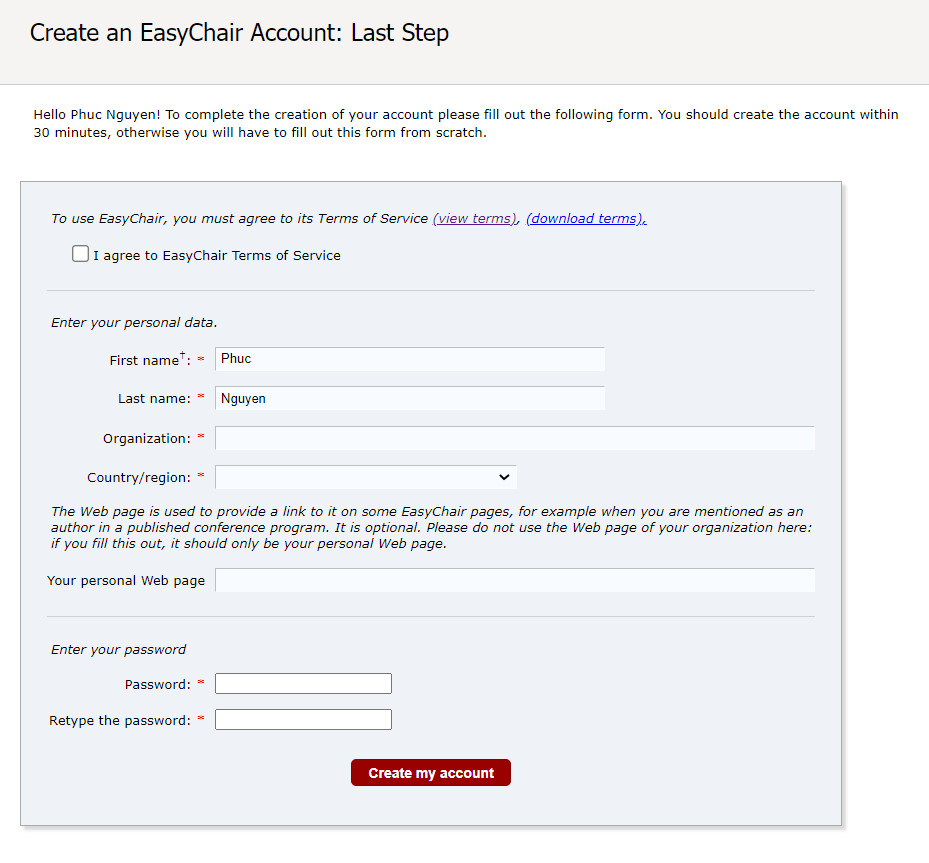 Create an EasyChair Account: Last Step
Hello Phuc Nguyen! To complete the creation of your account please fill out the following form. You should create the account within
30 minutes, otherwise you will have to fill out this form from scratch.
To use EasyChair, you must agree to its Terms of Service (view terms), (download terms),
I agree to EasyChair Terms of Service
Enter your personal data.
First name†: * Phuc
Last name: * Nguyen
Organization: *
Country/region: *
The Web page is used to provide a link to it on some EasyChair pages, for example when you are mentioned as an
author in a published conference program. It is optional. Please do not use the Web page of your organization here:
if you fill this out, it should only be your personal Web page.
Your personal Web page
Enter your password
Password: *
Retype the password: *
Create my account